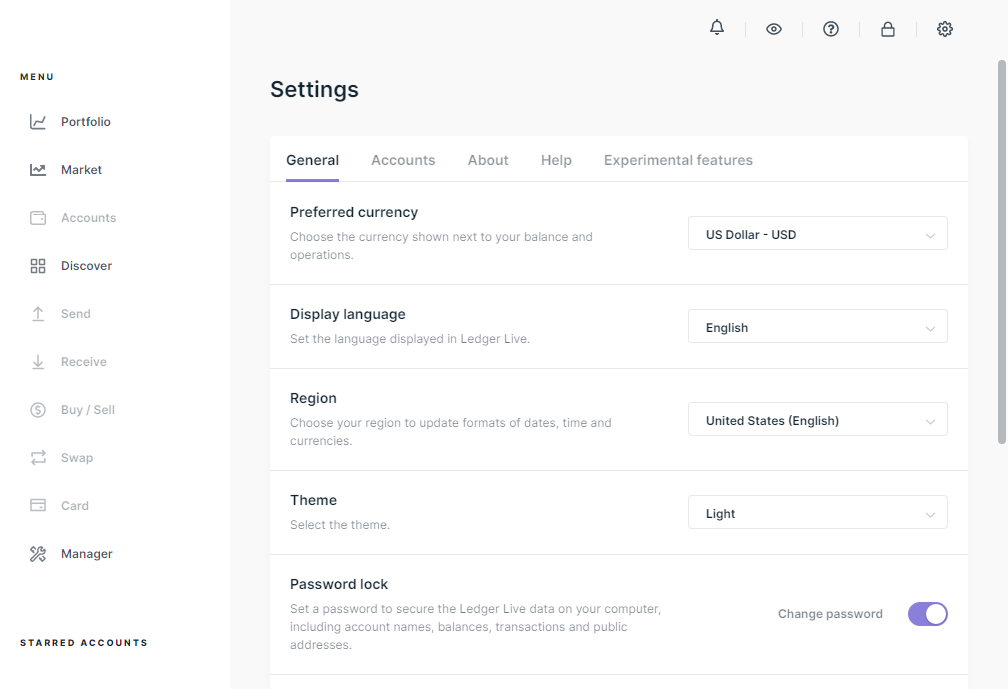 MENU
Portfolio
Market
Accounts
Discover
Send
Receive
Buy / Sell
Swap
Card
Manager
STARRED ACCOUNTS
Settings
General
Accounts
About
Help
Experimental features
Preferred currency
Choose the currency shown next to your balance and
operations.
US Dollar - USD
Display language
Set the language displayed in Ledger Live.
English
Region
Choose your region to update formats of dates, time and
currencies.
United States (English)
Theme
Select the theme.
Light
Password lock
Set a password to secure the Ledger Live data on your computer,
including account names, balances, transactions and public
addresses.
Change password